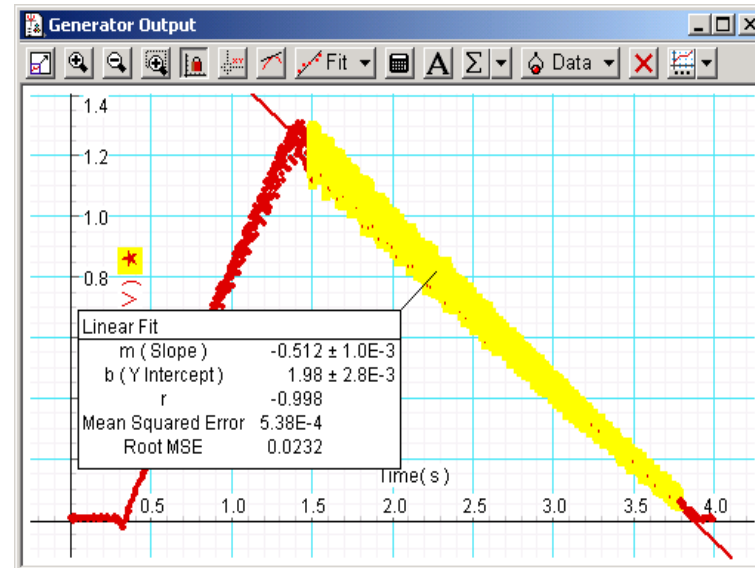 Generator Output
Fit A Σ Data
1.4
1.2
1.0
0.8
V)
Linear Fit
m ( Slope ) -0.512 ± 1.0E-3
b ( Y Intercept ) 1.98 ± 2.8E-3
r -0.998
Mean Squared Error 5.38E-4
Root MSE 0.0232
Time( s )
0.5 1.0 1.5 2.0 2.5 3.0 3.5 4.0